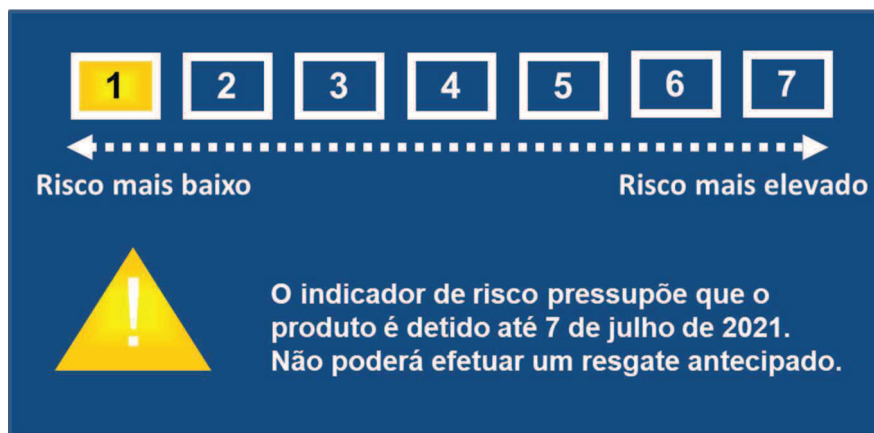 1 2 3 4 5 6 7
Risco mais baixo Risco mais elevado
!
O indicador de risco pressupõe que o
produto é detido até 7 de julho de 2021.
Não poderá efetuar um resgate antecipado.